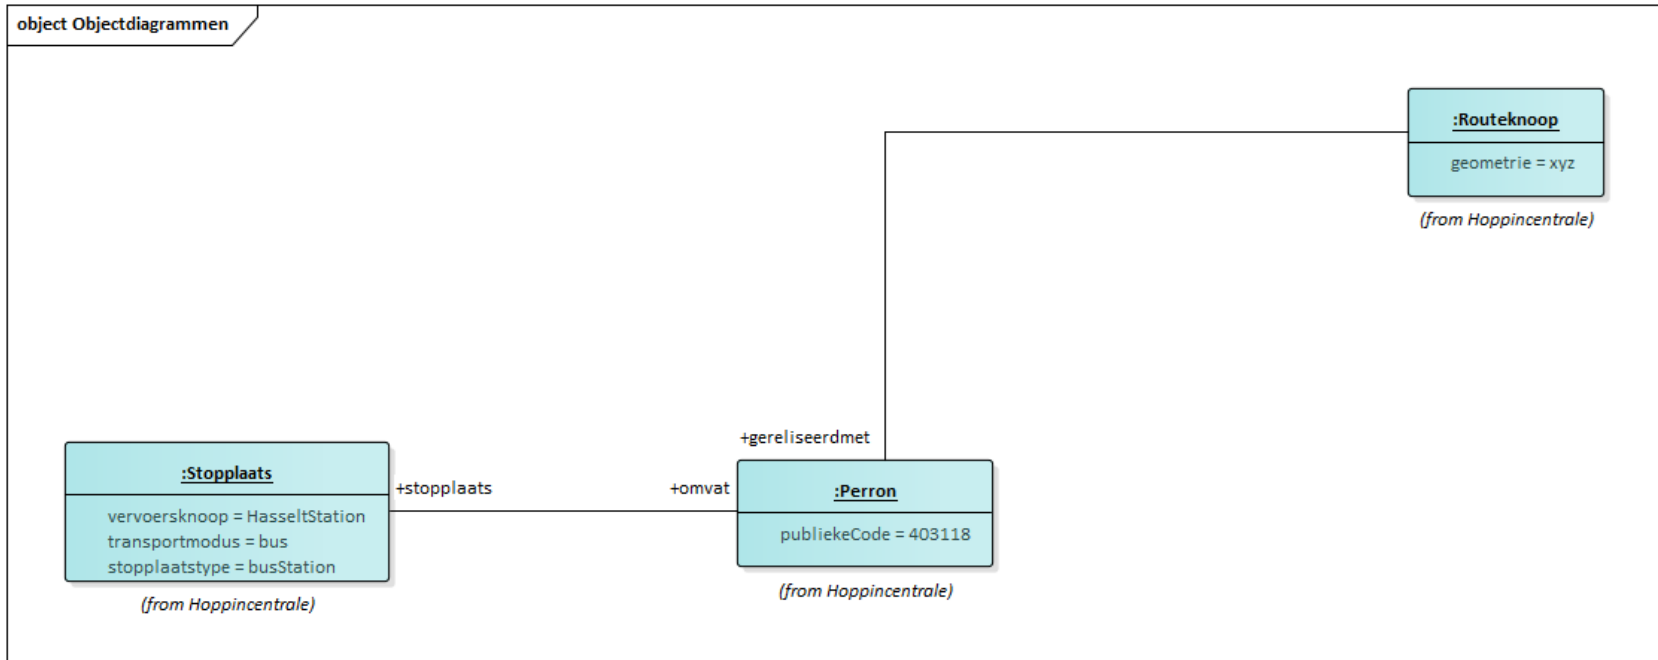 object Objectdiagrammen
:Routeknoop
geometrie = xyz
(from Hoppincentrale)
+gereliseerdmet
:Stopplaats
vervoersknoop = HasseltStation
transportmodus = bus
stopplaatstype = busStation
(from Hoppincentrale)
+stopplaats
+omvat
:Perron
publiekeCode = 403118
(from Hoppincentrale)